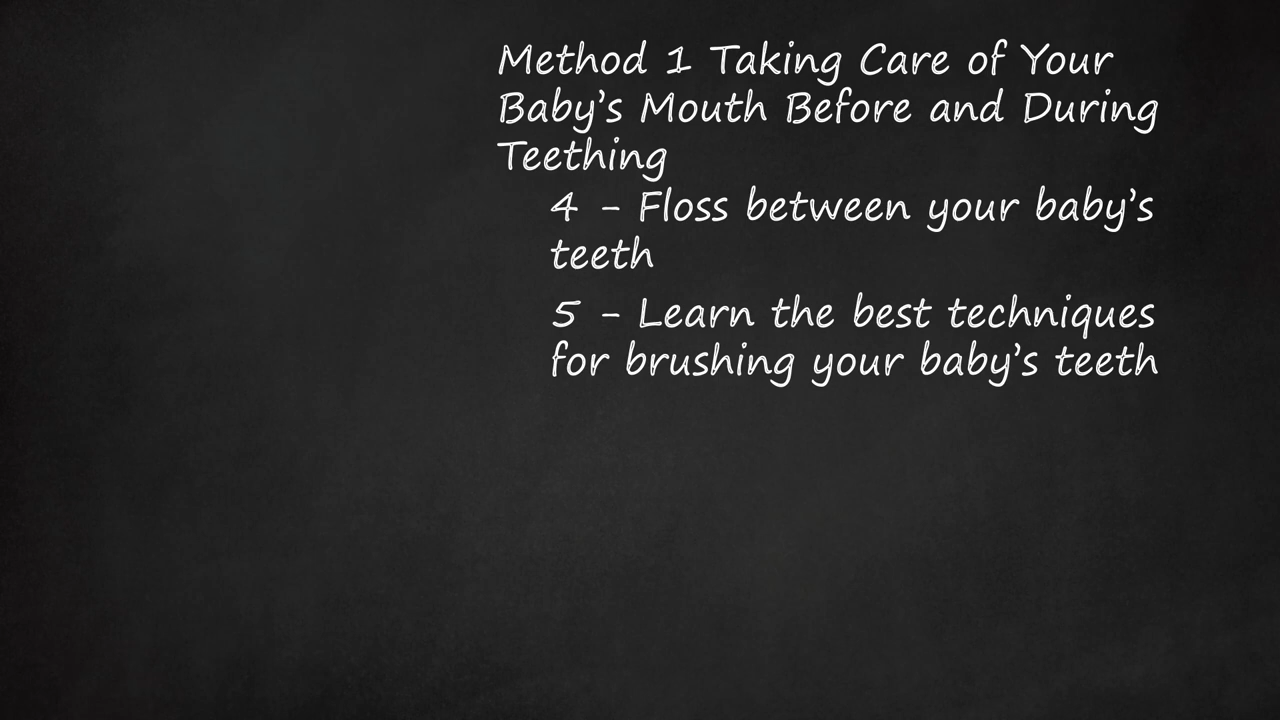 Method 1 Taking Care of Your
Baby’s Mouth Before and During
Teething
4 – Floss between your baby’s
teeth
5 – Learn the best techniques
for brushing your baby’s teeth